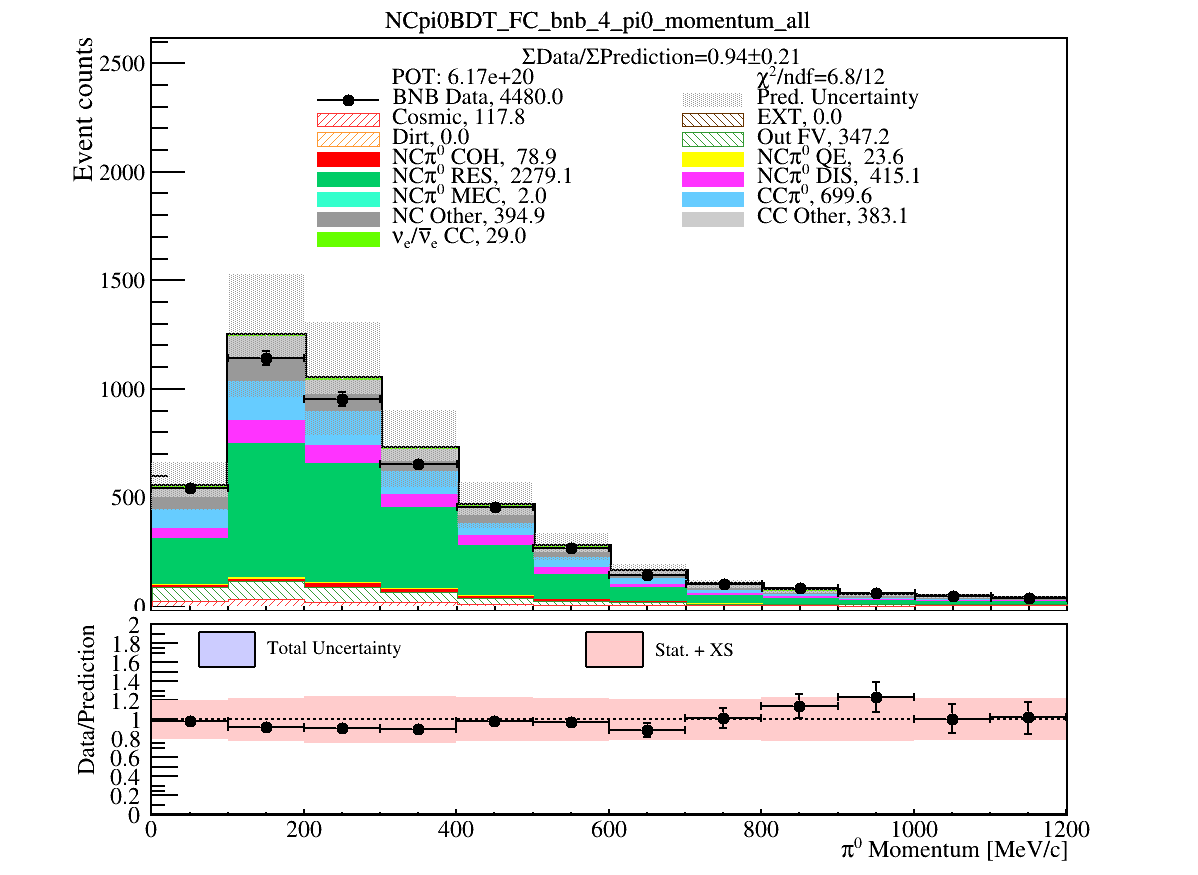 NCpi0BDT_FC_bnb_4_pi0_momentum_all
ΣData/ΣPrediction=0.94±0.21
POT: 6.17e+20
χ²/ndf=6.8/12
BNB Data, 4480.0
Pred. Uncertainty
Cosmic, 117.8
EXT, 0.0
Dirt, 0.0
Out FV, 347.2
NCπ⁰ COH, 78.9
NCπ⁰ QE, 23.6
NCπ⁰ RES, 2279.1
NCπ⁰ DIS, 415.1
NCπ⁰ MEC, 2.0
CCπ⁰, 699.6
NC Other, 394.9
CC Other, 383.1
νₑ/ν̅ₑ CC, 29.0
Event counts
2500
2000
1500
1000
500
0
Total Uncertainty
Stat. + XS
Data/Prediction
2
1.8
1.6
1.4
1.2
1
0.8
0.6
0.4
0.2
0
0 200 400 600 800 1000 1200
π⁰ Momentum [MeV/c]